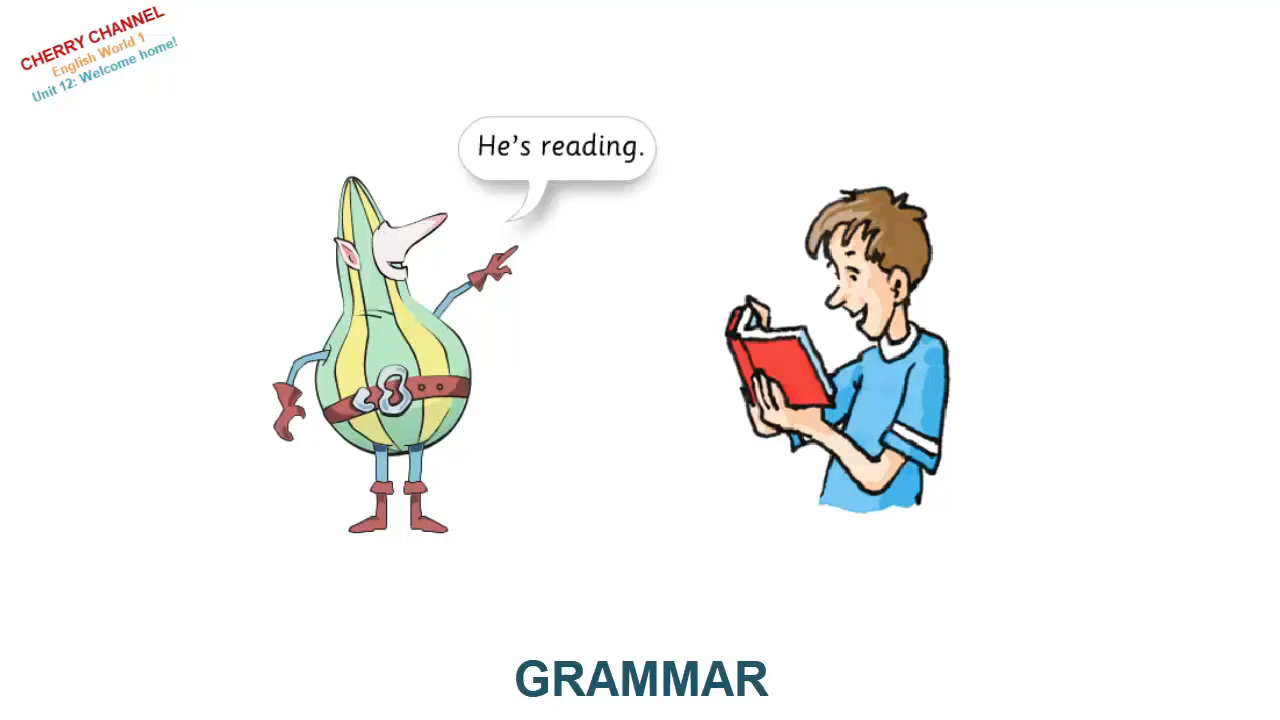 CHERRY CHANNEL
English World 1
Unit 12: Welcome home!
He's reading.
GRAMMAR